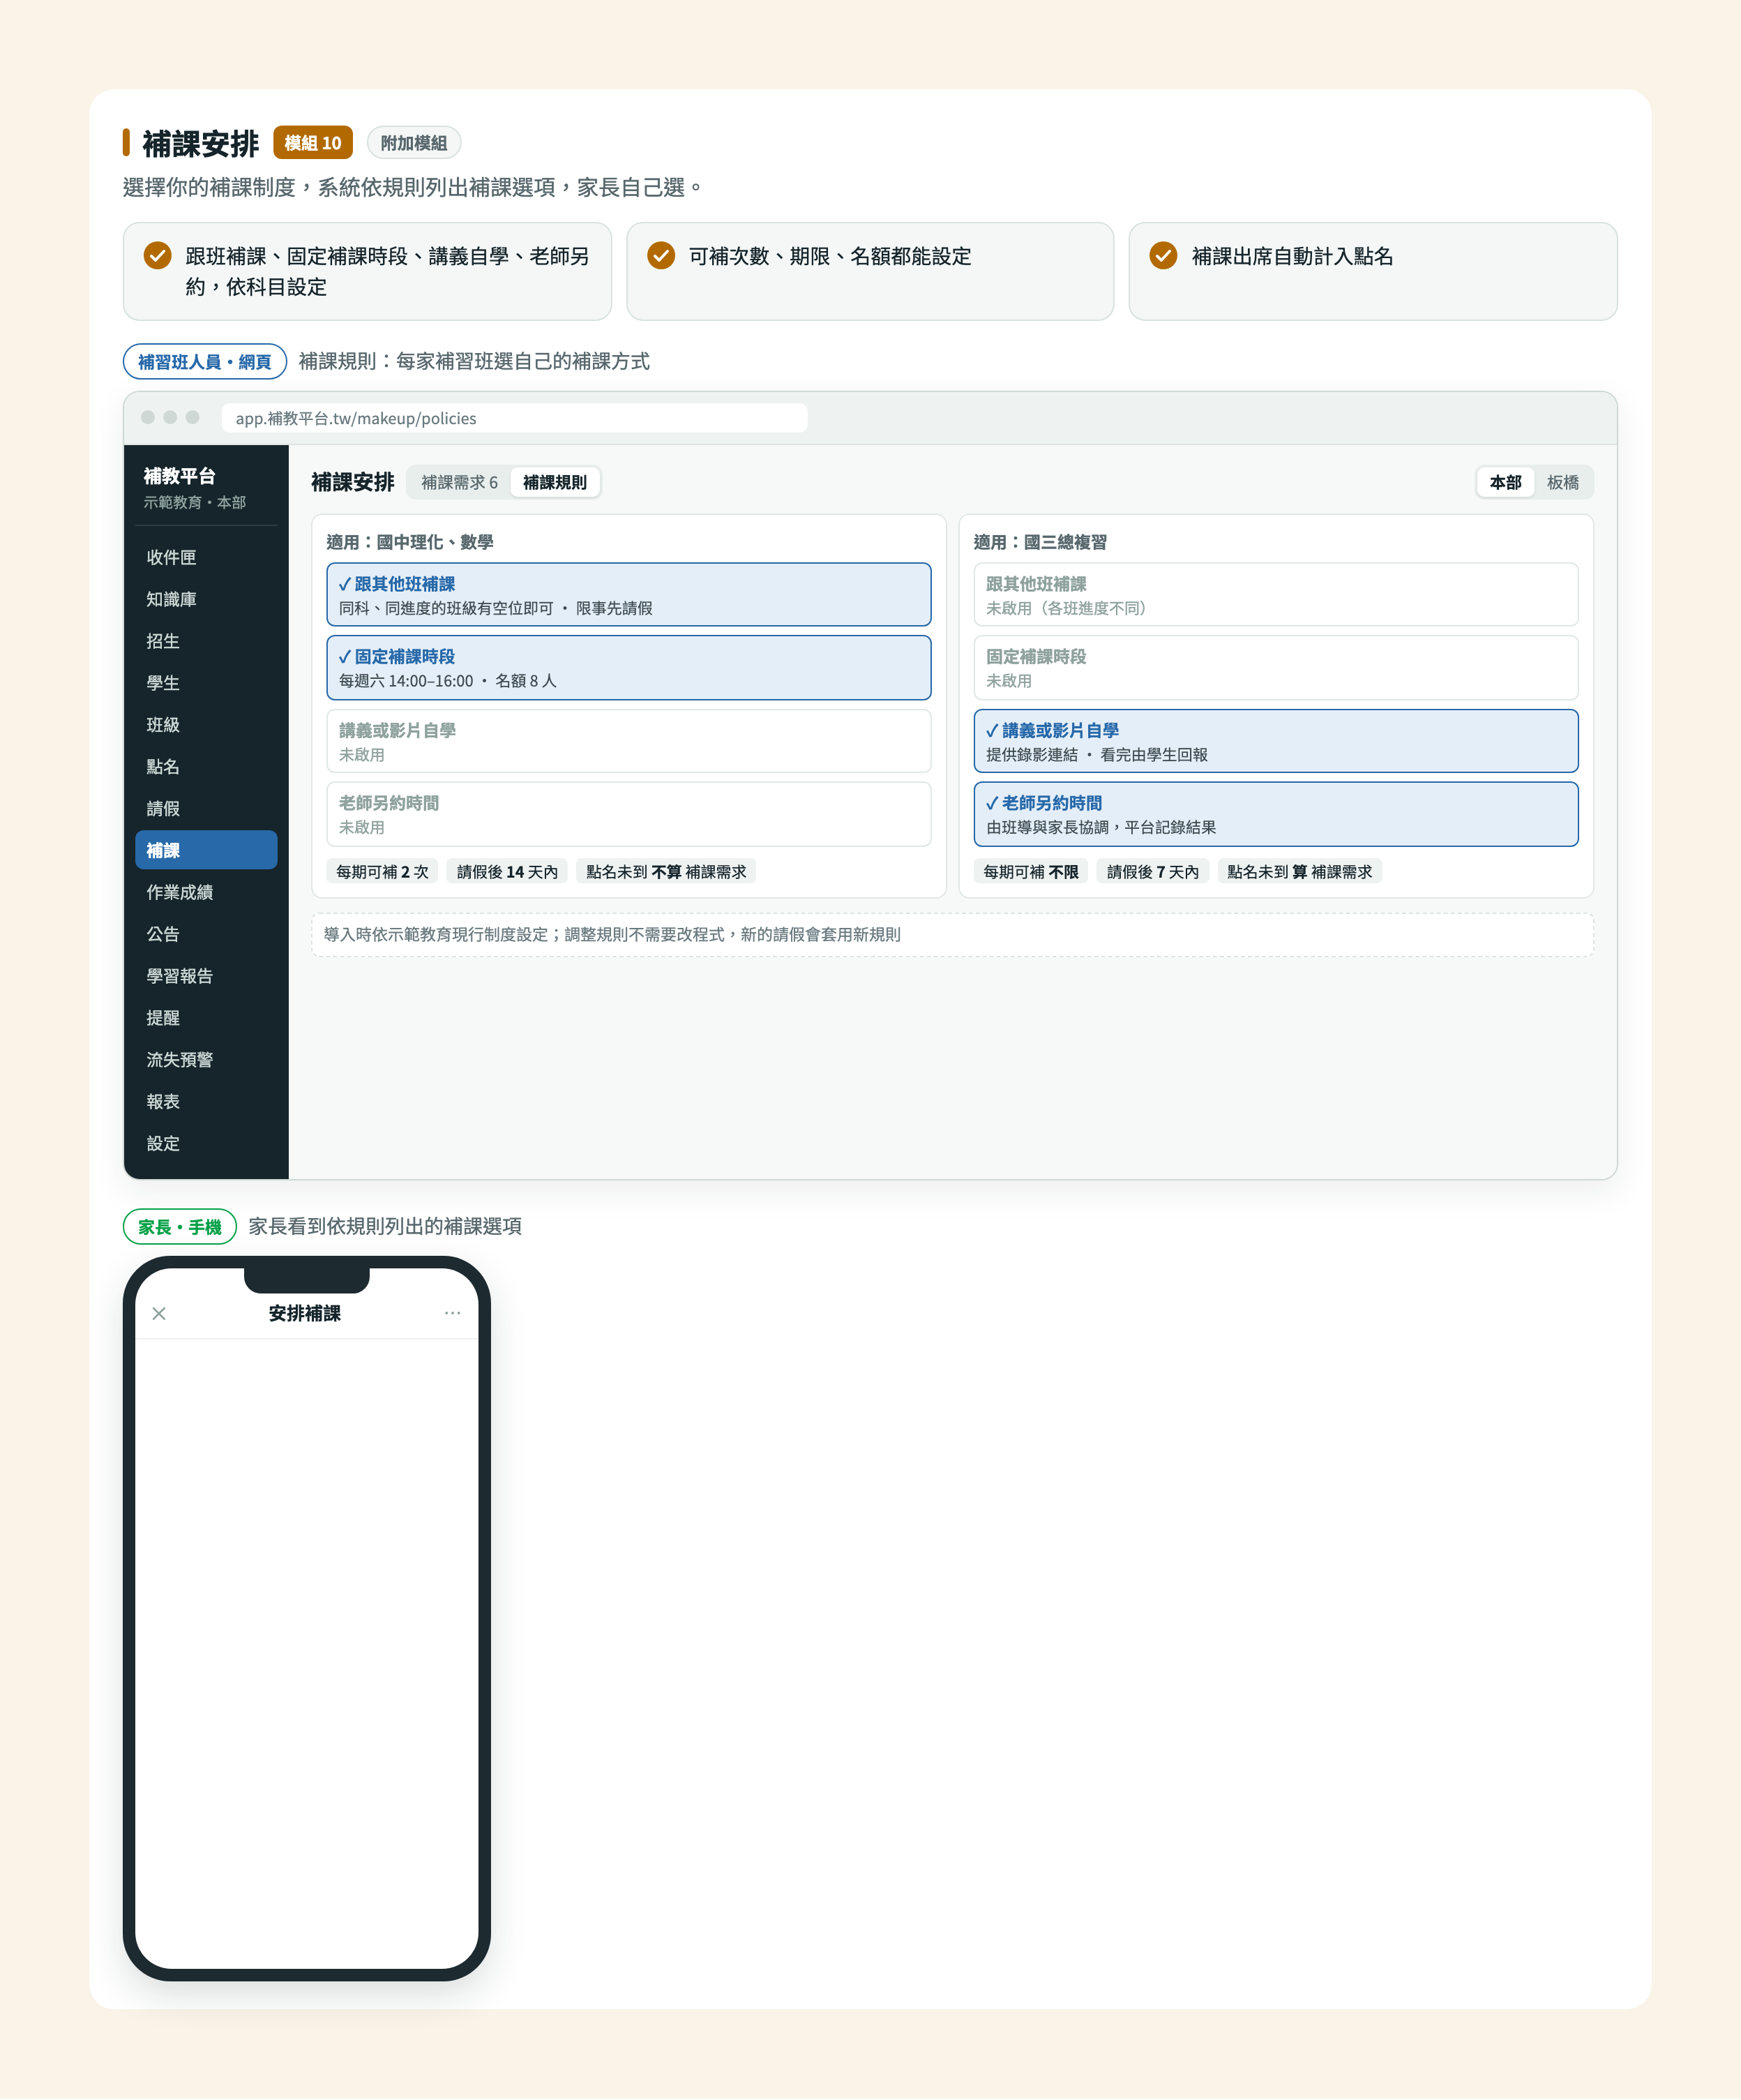 補課安排 模組 10 附加模組
選擇你的補課制度，系統依規則列出補課選項，家長自己選。
跟班補課、固定補課時段、講義自學、老師另
約，依科目設定
可補次數、期限、名額都能設定
補課出席自動計入點名
補習班人員・網頁 補課規則：每家補習班選自己的補課方式
app.補教平台.tw/makeup/policies
補教平台
示範教育・本部
收件匣
知識庫
招生
學生
班級
點名
請假
補課
作業成績
公告
學習報告
提醒
流失預警
報表
設定
補課安排 補課需求 6 補課規則
本部 板橋
適用：國中理化、數學
✓ 跟其他班補課
同科、同進度的班級有空位即可 ・ 限事先請假
✓ 固定補課時段
每週六 14:00–16:00 ・ 名額 8 人
講義或影片自學
未啟用
老師另約時間
未啟用
每期可補 2 次 請假後 14 天內 點名未到 不算 補課需求
適用：國三總複習
跟其他班補課
未啟用（各班進度不同）
固定補課時段
未啟用
✓ 講義或影片自學
提供錄影連結 ・ 看完由學生回報
✓ 老師另約時間
由班導與家長協調，平台記錄結果
每期可補 不限 請假後 7 天內 點名未到 算 補課需求
導入時依示範教育現行制度設定；調整規則不需要改程式，新的請假會套用新規則
家長・手機 家長看到依規則列出的補課選項
× 安排補課 ⋯